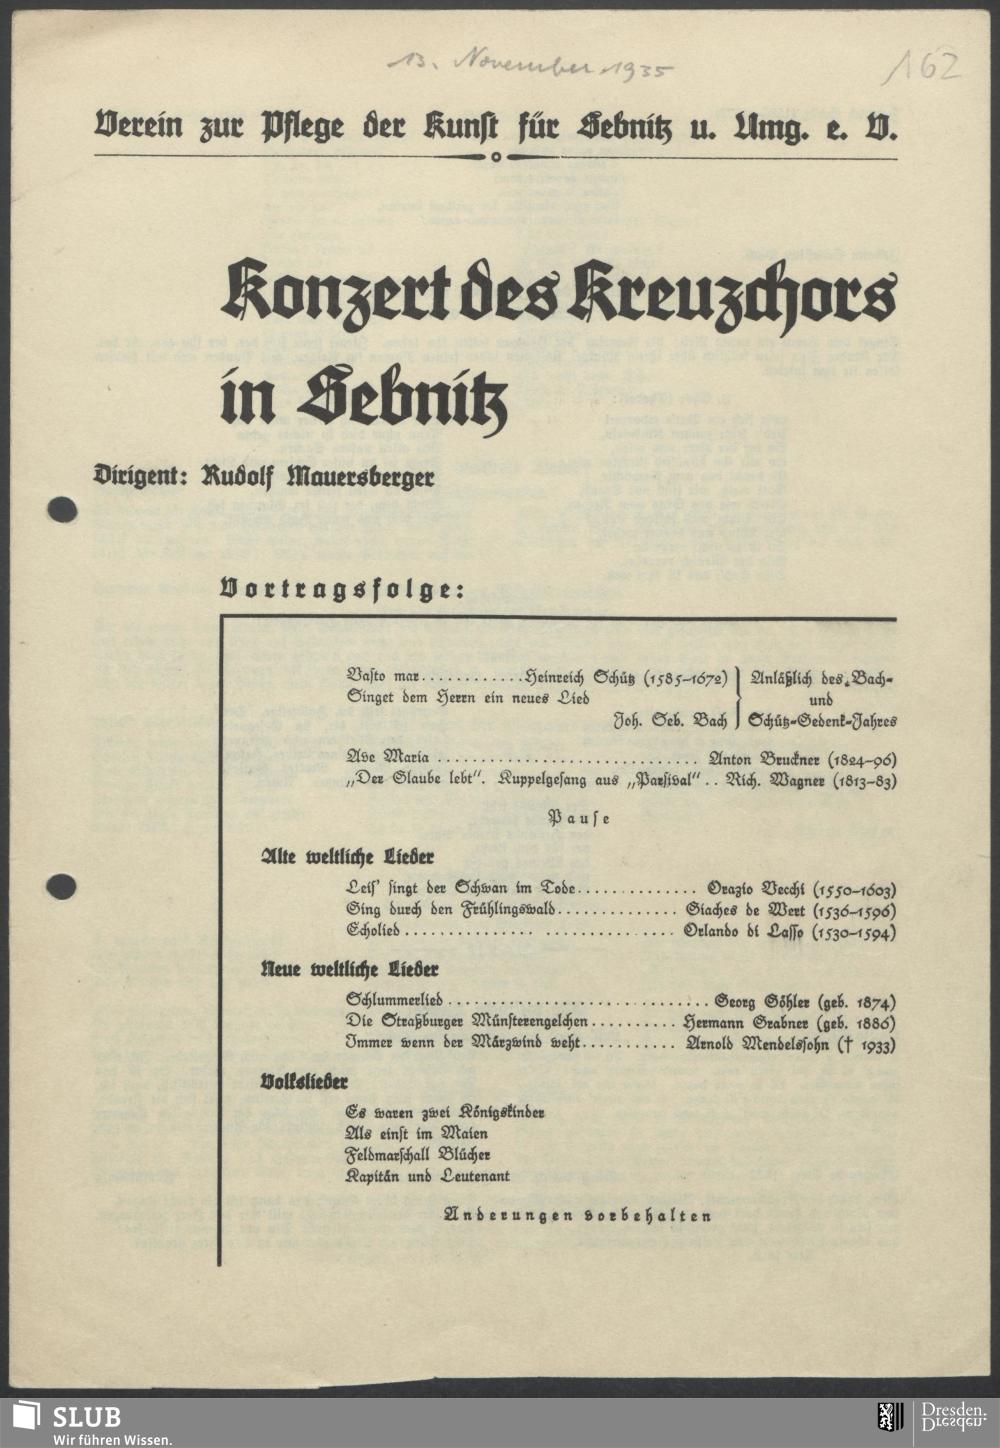 13. November 1935
162
Verein zur Pflege der Kunst für Sebnitz u. Umg. e. V.
Konzert des Kreuzchors
in Sebnitz
Dirigent: Rudolf Mauersberger
Vortragsfolge:
Vasto mar............Heinreich Schütz (1585–1672) Anläßlich des Bach-
Singet dem Herrn ein neues Lied und
Joh. Seb. Bach Schütz-Gedenk-Jahres
Ave Maria ............................... Anton Bruckner (1824–96)
„Der Glaube lebt“. Kuppelgesang aus „Parsival“ .. Rich. Wagner (1813–83)
Pause
Alte weltliche Lieder
Leis’ singt der Schwan im Tode.............. Orazio Vecchi (1550–1603)
Ging durch den Frühlingswald.............. Giaches de Wert (1536–1596)
Echolied............................... Orlando di Lasso (1530–1594)
Neue weltliche Lieder
Schlummerlied.............................. Georg Göhler (geb. 1874)
Die Straßburger Münsterengelchen.......... Hermann Grabner (geb. 1886)
Immer wenn der Märzwind weht........... Arnold Mendelssohn († 1933)
Volkslieder
Es waren zwei Königskinder
Als einst im Maien
Feldmarschall Blücher
Kapitän und Leutenant
Änderungen vorbehalten
SLUB
Wir führen Wissen.
Dresden.
Dresden.